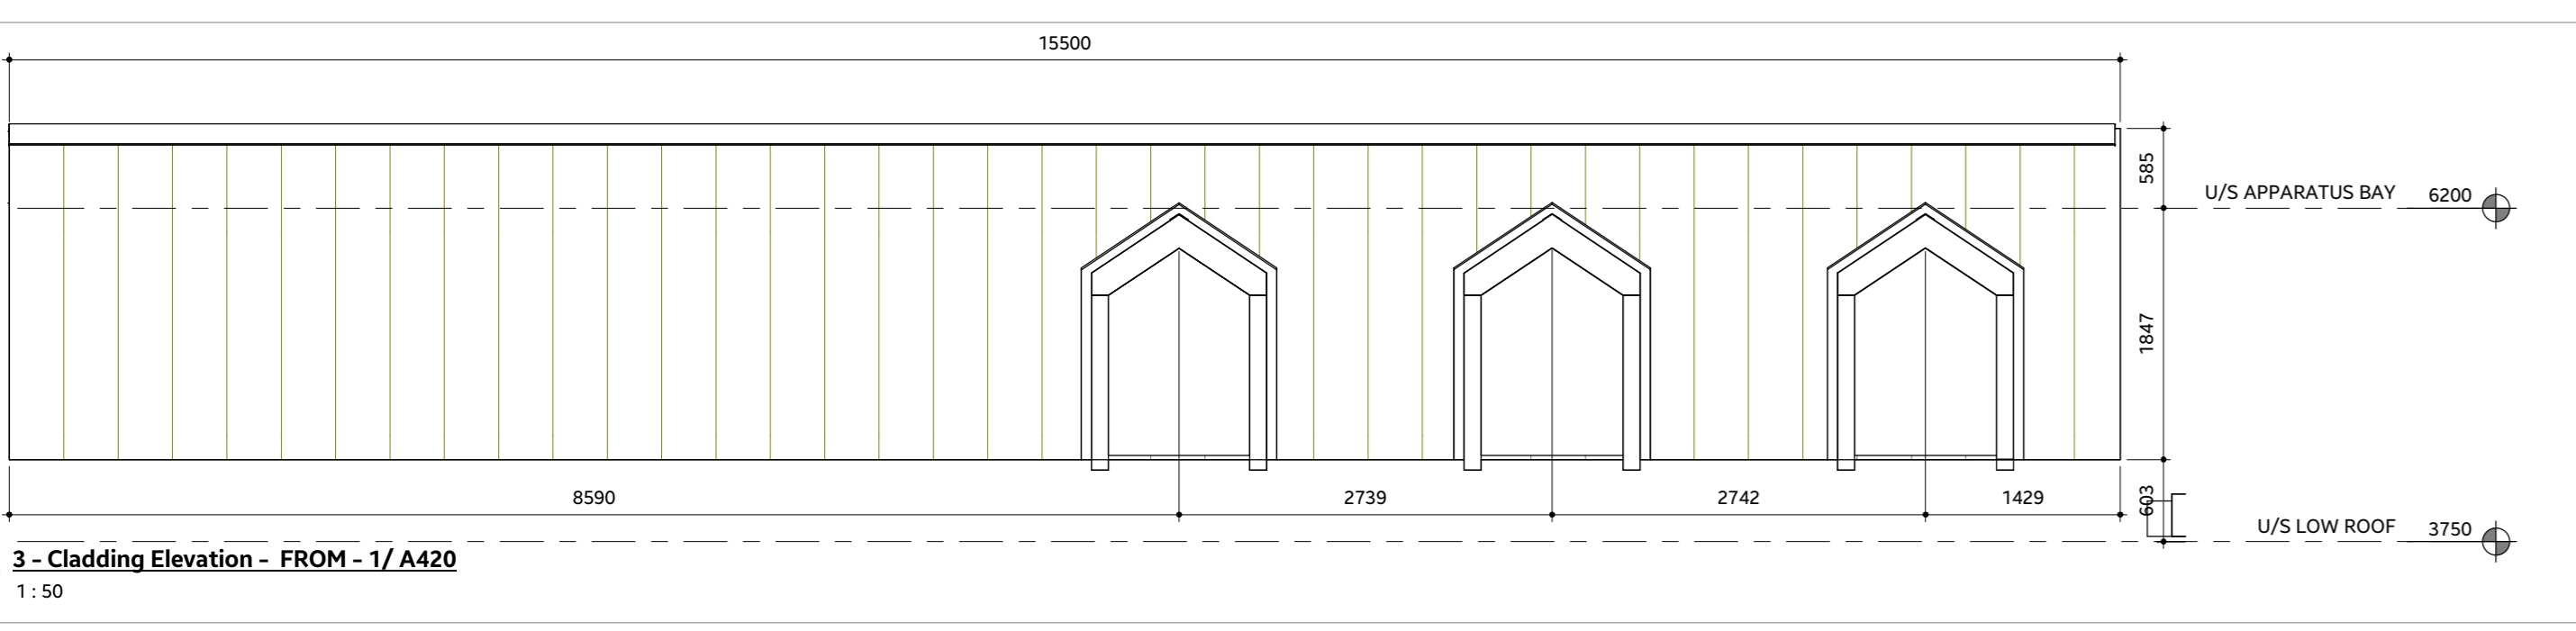 15500
585
U/S APPARATUS BAY 6200
1847
8590 2739 2742 1429
603
U/S LOW ROOF 3750
3 - Cladding Elevation - FROM - 1/ A420
1 : 50